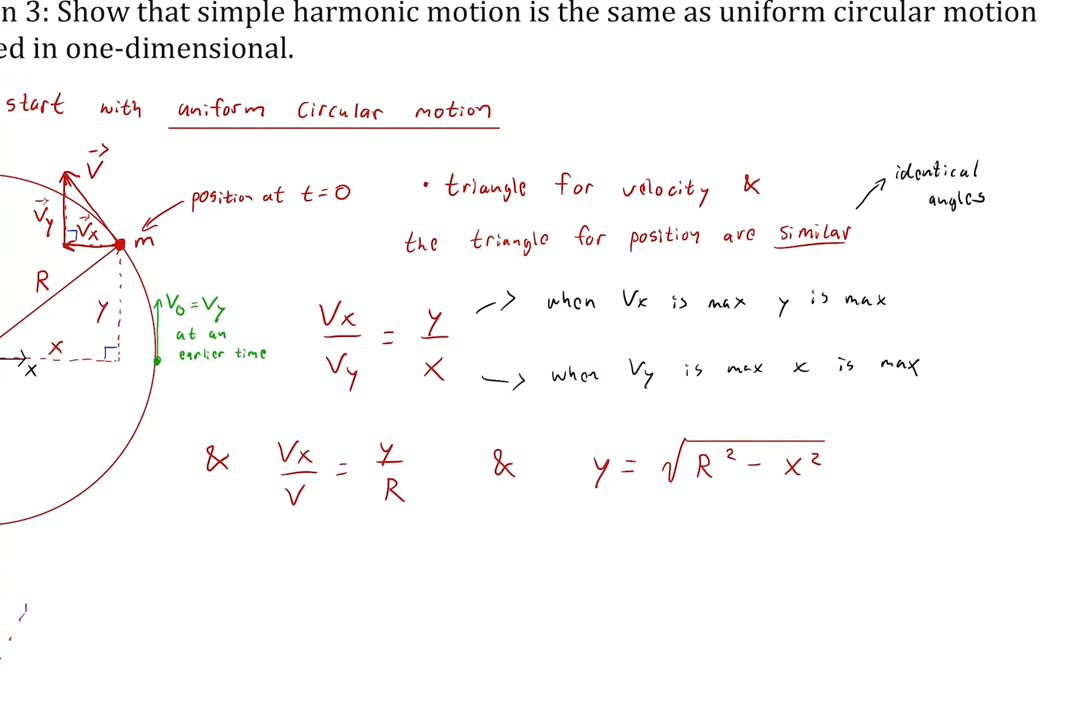 n 3: Show that simple harmonic motion is the same as uniform circular motion
ed in one-dimensional.
start with uniform circular motion
V
Vy
Vx
m
position at t=0
• triangle for velocity &
the triangle for position are similar
identical
angles
R
y
x
x
V₀ = Vy
at an
earlier time
Vx/Vy = y/x
-> when Vx is max y is max
-> when Vy is max x is max
& Vx/V = y/R & y = √R² - x²